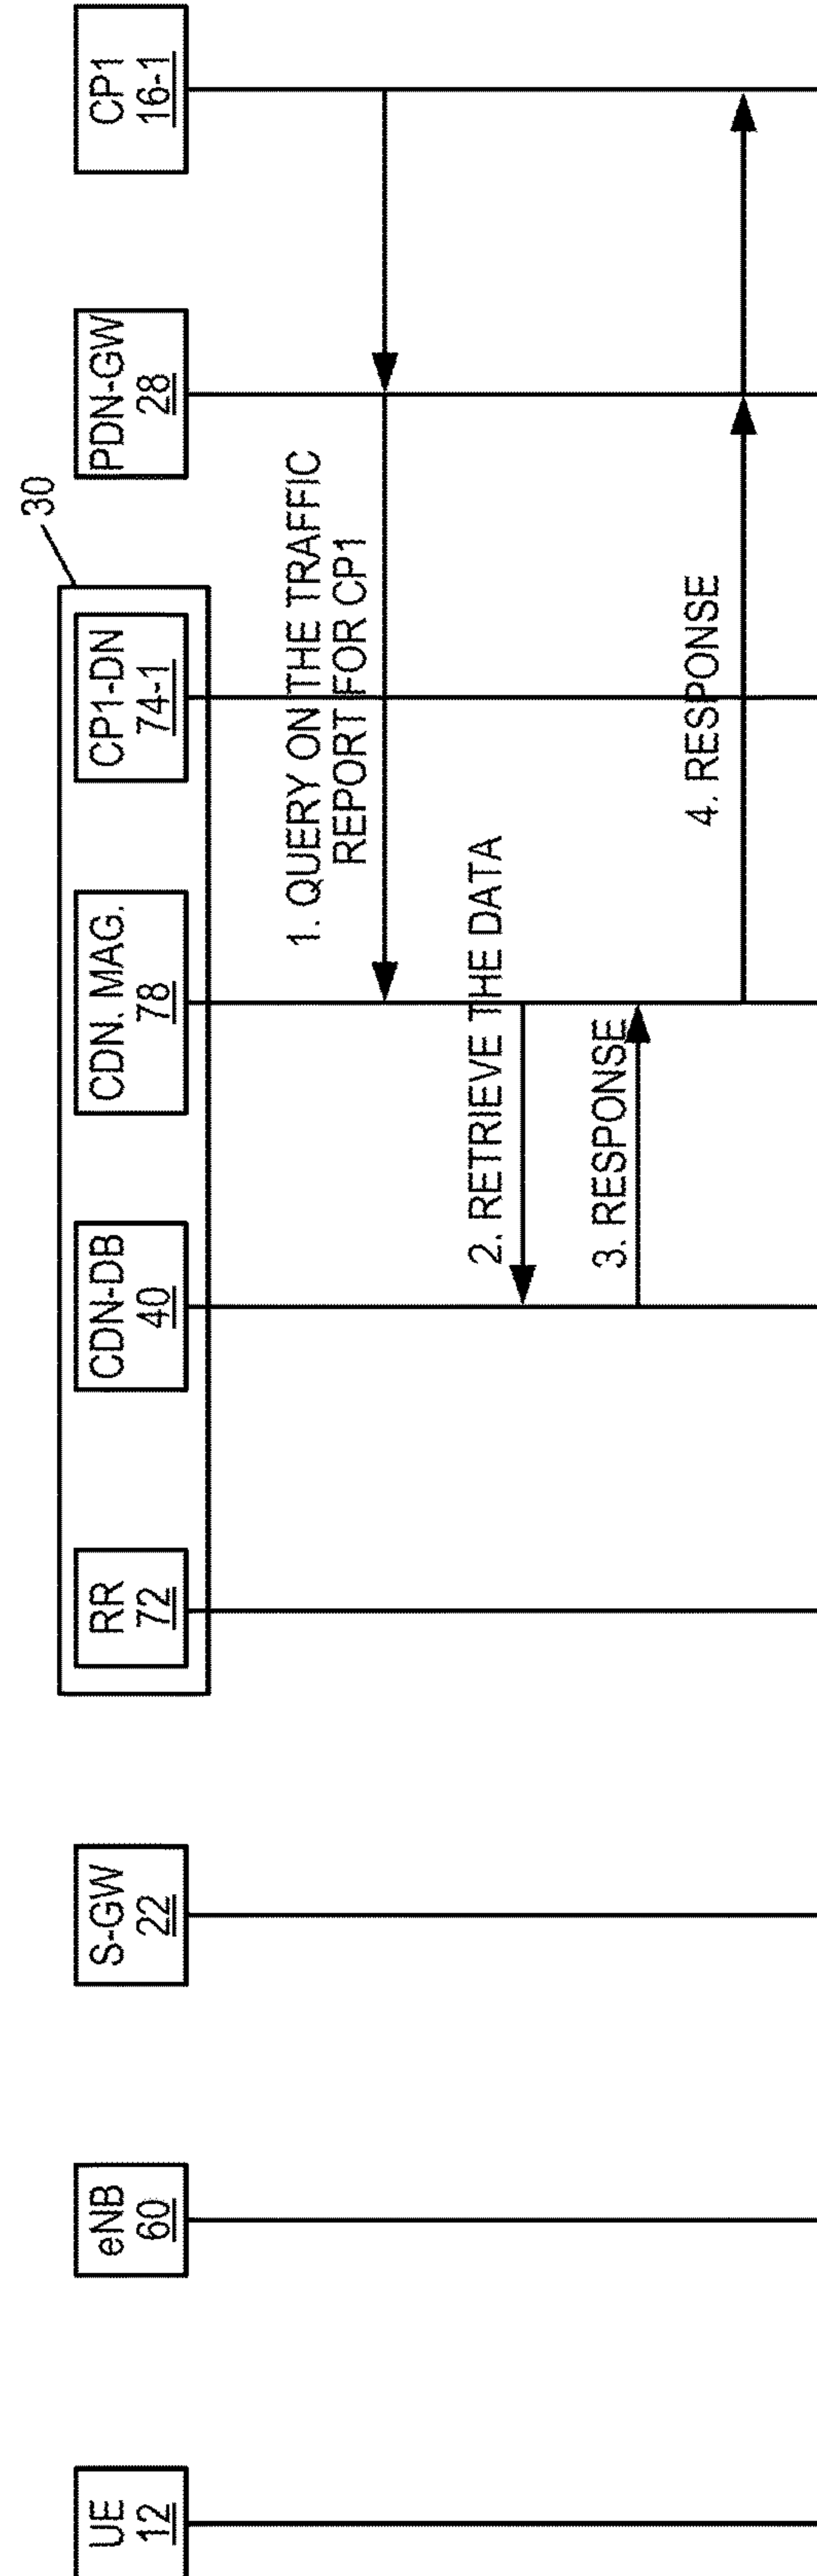 30
UE
12
eNB
60
S-GW
22
RR
72
CDN-DB
40
CDN. MAG.
78
CP1-DN
74-1
PDN-GW
28
CP1
16-1
1. QUERY ON THE TRAFFIC
REPORT FOR CP1
2. RETRIEVE THE DATA
3. RESPONSE
4. RESPONSE